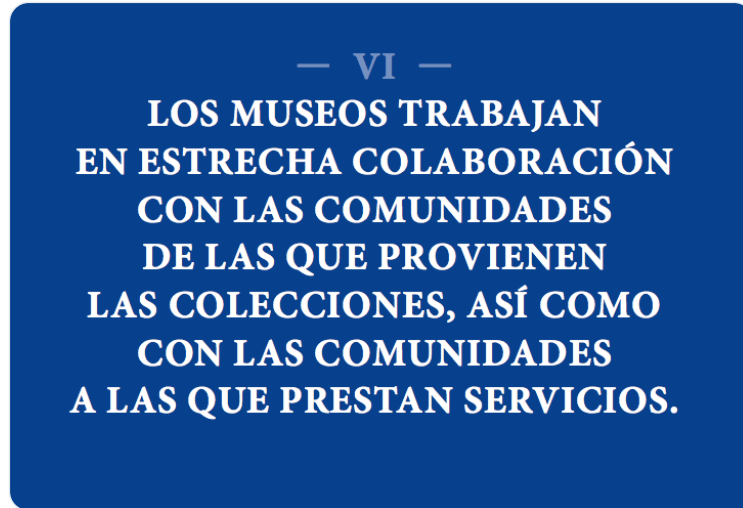 — VI —
LOS MUSEOS TRABAJAN
EN ESTRECHA COLABORACIÓN
CON LAS COMUNIDADES
DE LAS QUE PROVIENEN
LAS COLECCIONES, ASÍ COMO
CON LAS COMUNIDADES
A LAS QUE PRESTAN SERVICIOS.